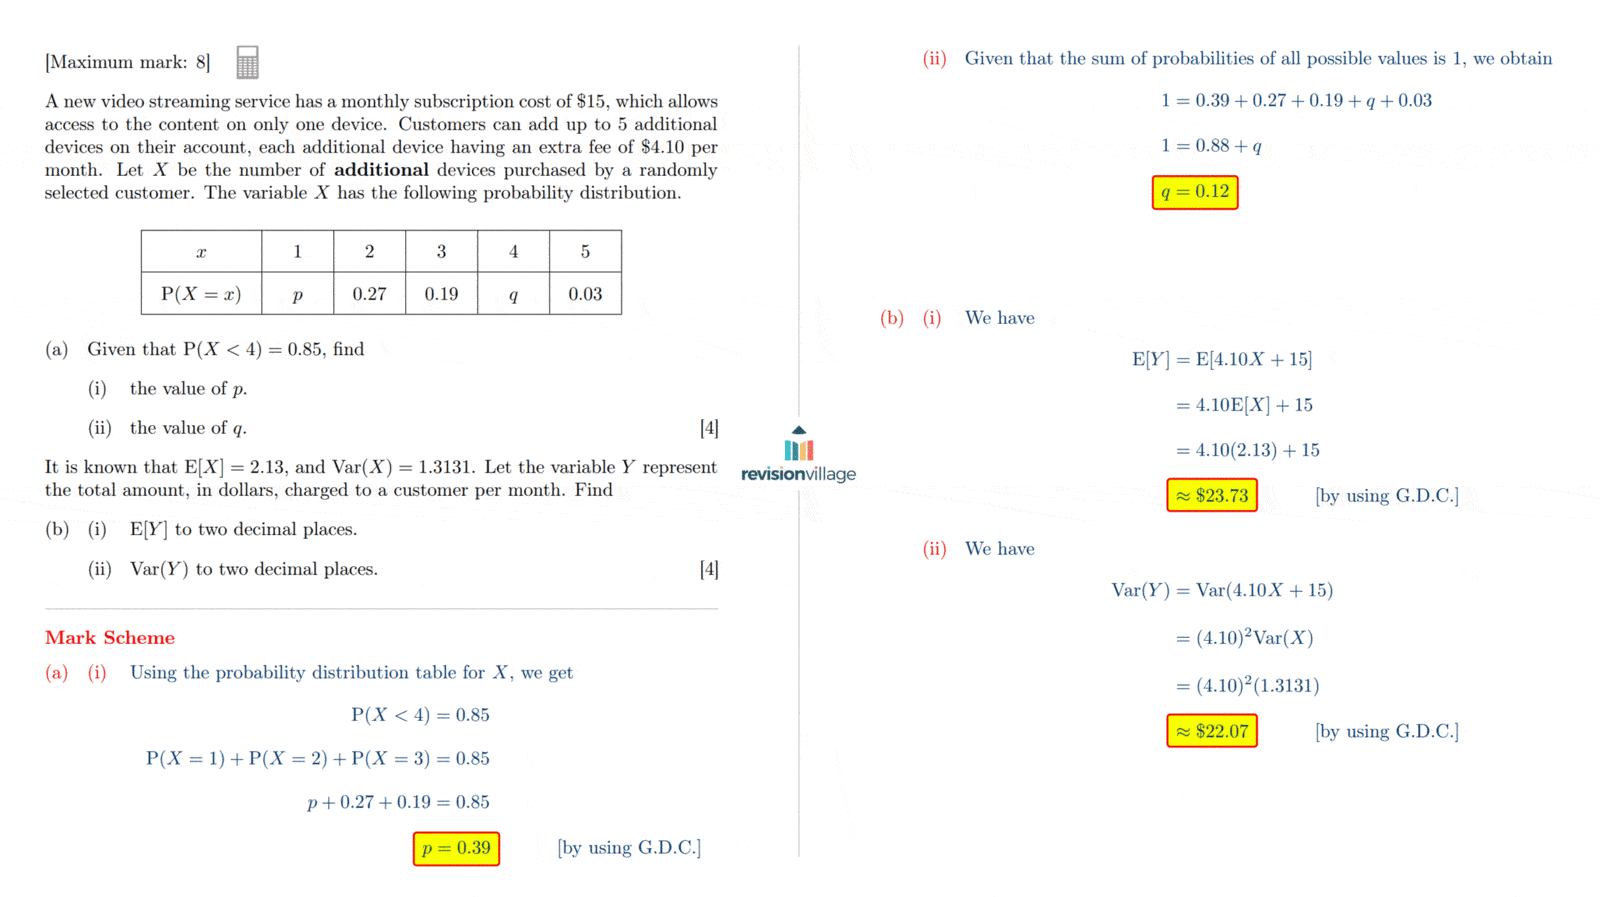 [Maximum mark: 8]
A new video streaming service has a monthly subscription cost of $15, which allows
access to the content on only one device. Customers can add up to 5 additional
devices on their account, each additional device having an extra fee of $4.10 per
month. Let X be the number of additional devices purchased by a randomly
selected customer. The variable X has the following probability distribution.
x 1 2 3 4 5
P(X = x) p 0.27 0.19 q 0.03
(a) Given that P(X < 4) = 0.85, find
(i) the value of p.
(ii) the value of q. [4]
It is known that E[X] = 2.13, and Var(X) = 1.3131. Let the variable Y represent
the total amount, in dollars, charged to a customer per month. Find
(b) (i) E[Y] to two decimal places.
(ii) Var(Y) to two decimal places. [4]
Mark Scheme
(a) (i) Using the probability distribution table for X, we get
P(X < 4) = 0.85
P(X = 1) + P(X = 2) + P(X = 3) = 0.85
p + 0.27 + 0.19 = 0.85
p = 0.39 [by using G.D.C.]
revisionvillage
(ii) Given that the sum of probabilities of all possible values is 1, we obtain
1 = 0.39 + 0.27 + 0.19 + q + 0.03
1 = 0.88 + q
q = 0.12
(b) (i) We have
E[Y] = E[4.10X + 15]
= 4.10E[X] + 15
= 4.10(2.13) + 15
≈ $23.73 [by using G.D.C.]
(ii) We have
Var(Y) = Var(4.10X + 15)
= (4.10)²Var(X)
= (4.10)²(1.3131)
≈ $22.07 [by using G.D.C.]